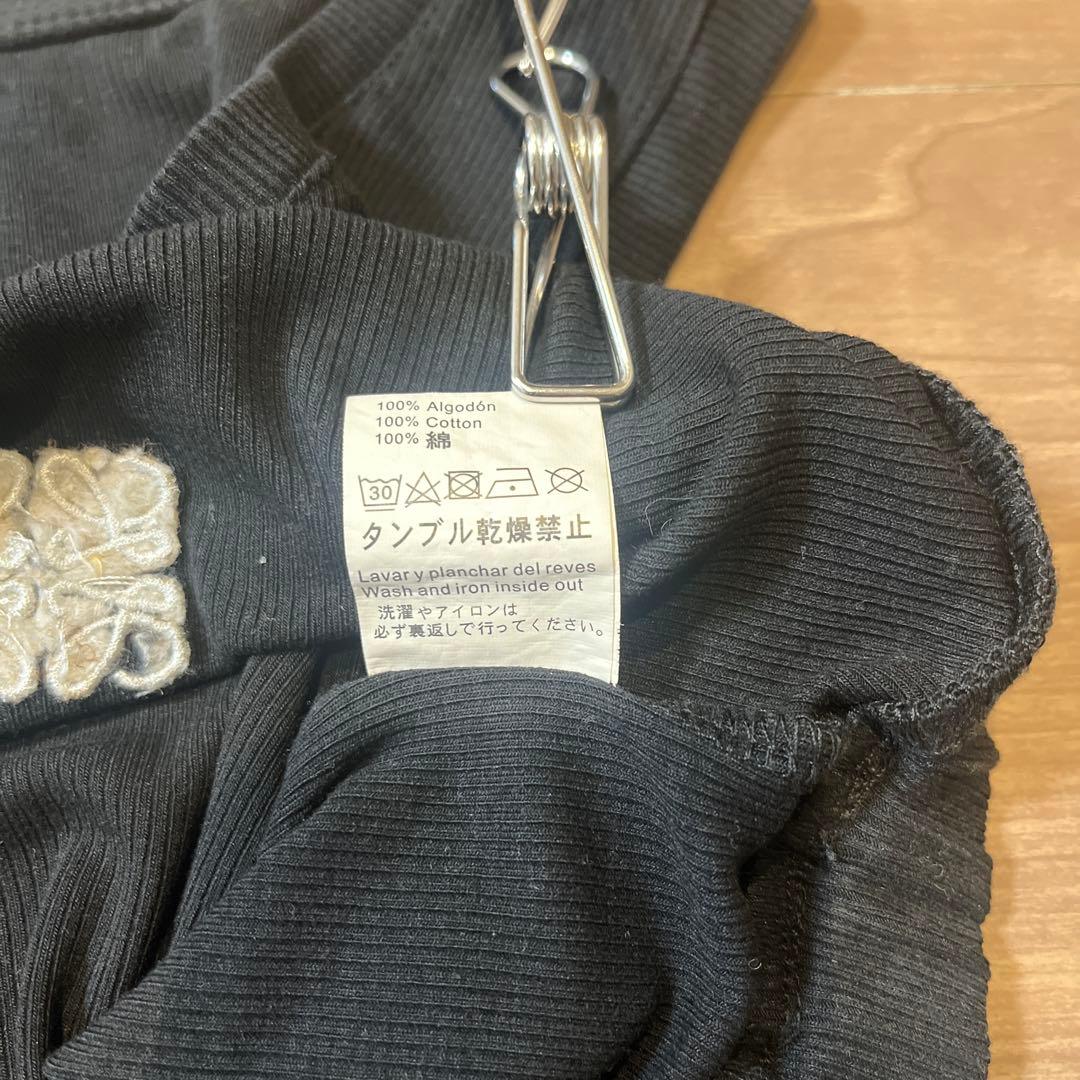 100% Algodón
100% Cotton
100% 綿
30
タンブル乾燥禁止
Lavar y planchar del reves
Wash and iron inside out
洗濯やアイロンは
必ず裏返しで行ってください。